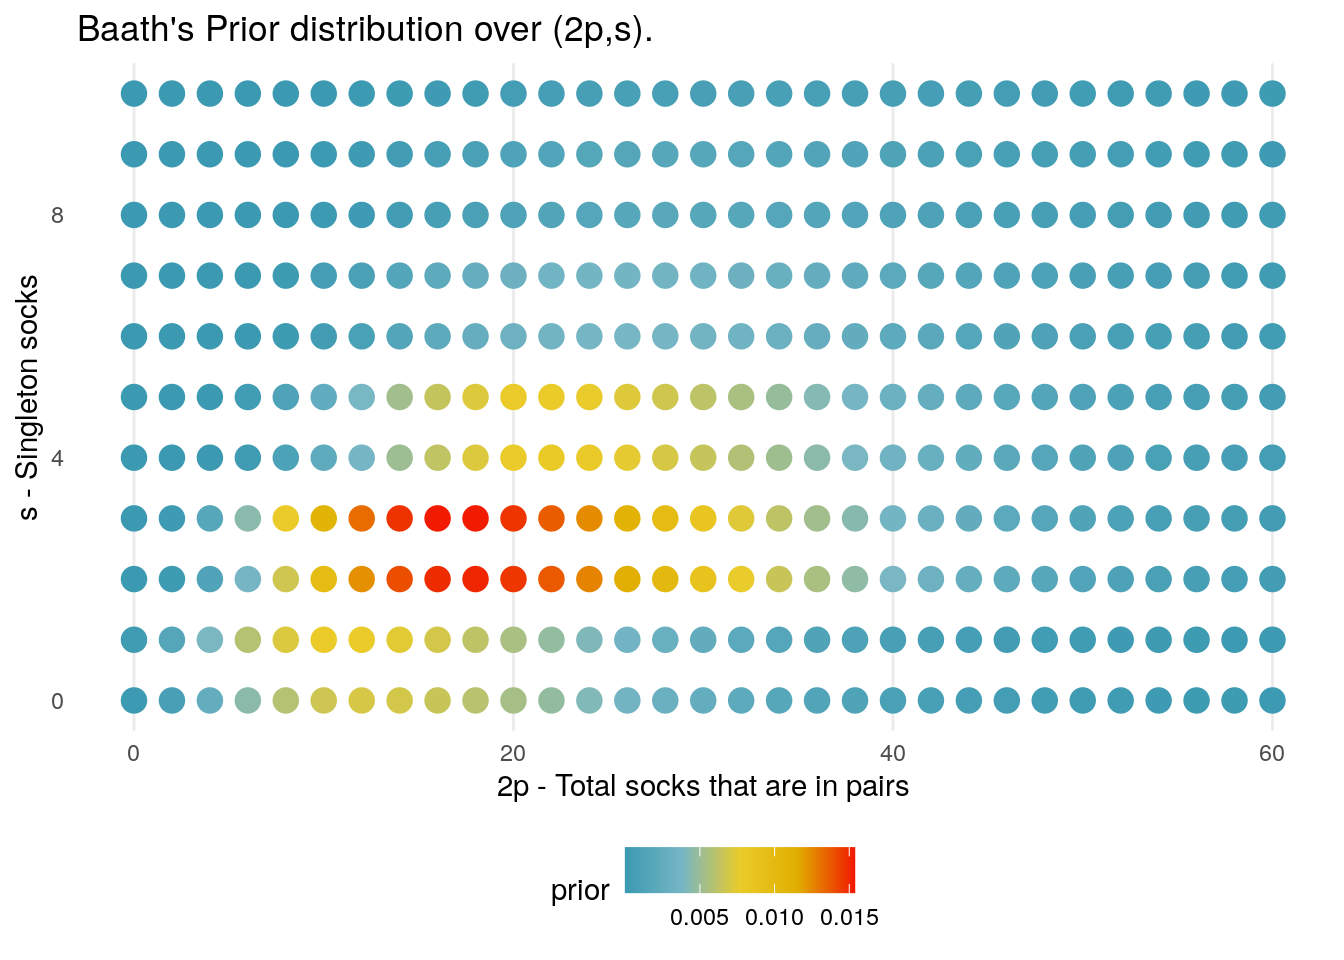 Baath's Prior distribution over (2p,s).
8
4
0
s - Singleton socks
0 20 40 60
2p - Total socks that are in pairs
prior
0.005 0.010 0.015